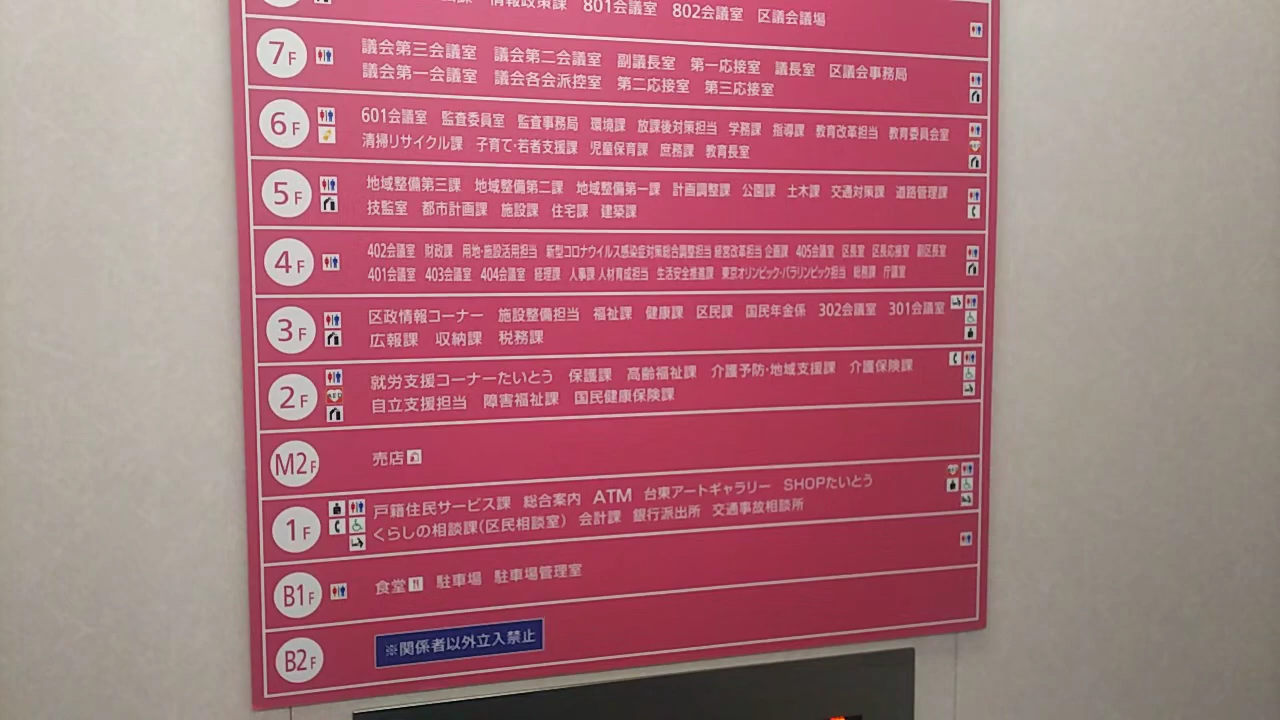 情報政策課 801会議室 802会議室 区議会議場
7F 議会第三会議室 議会第二会議室 副議長室 第一応接室 議長室 区議会事務局
議会第一会議室 議会各会派控室 第二応接室 第三応接室
6F 601会議室 監査委員室 監査事務局 環境課 放課後対策担当 学務課 指導課 教育改革担当 教育委員会室
清掃リサイクル課 子育て・若者支援課 児童保育課 庶務課 教育長室
5F 地域整備第三課 地域整備第二課 地域整備第一課 計画調整課 公園課 土木課 交通対策課 道路管理課
技監室 都市計画課 施設課 住宅課 建築課
4F 402会議室 財政課 用地・施設活用担当 新型コロナウイルス感染症対策総合調整担当 経営改革担当 企画課 405会議室 区長室 区長応接室 副区長室
401会議室 403会議室 404会議室 経理課 人事課 人材育成担当 生活安全推進課 東京オリンピック・パラリンピック担当 総務課 庁議室
3F 区政情報コーナー 施設整備担当 福祉課 健康課 区民課 国民年金係 302会議室 301会議室
広報課 収納課 税務課
2F 就労支援コーナーたいとう 保護課 高齢福祉課 介護予防・地域支援課 介護保険課
自立支援担当 障害福祉課 国民健康保険課
M2F 売店
1F 戸籍住民サービス課 総合案内 ATM 台東アートギャラリー SHOPたいとう
くらしの相談課(区民相談室) 会計課 銀行派出所 交通事故相談所
B1F 食堂 駐車場 駐車場管理室
B2F ※関係者以外立入禁止